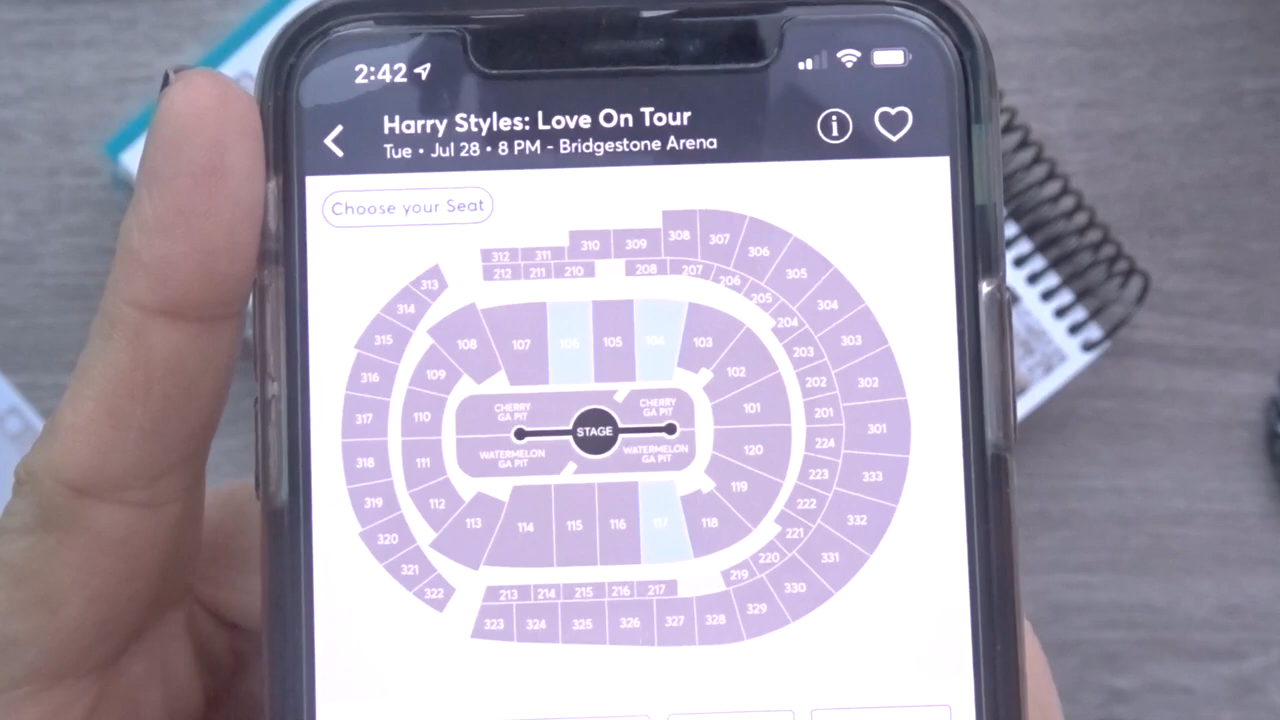 2:42
Harry Styles: Love On Tour
Tue • Jul 28 • 8 PM - Bridgestone Arena
Choose your Seat
312 311 310 309 308 307 306 305 304 303 302 301
212 211 210 208 207 206 205 204 203 202 201
313 314 315 316 317 318 319 320 321 322
108 107 106 105 104 103 102 101
109 110 111 112
CHERRY
GA PIT
CHERRY
GA PIT
STAGE
WATERMELON
GA PIT
WATERMELON
GA PIT
113 114 115 116 117 118 119 120
213 214 215 216 217 219 220 221 222 223 224
323 324 325 326 327 328 329 330 331 332 333